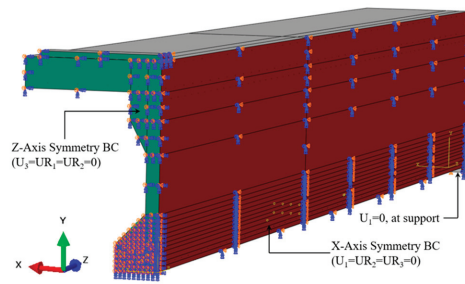 Z-Axis Symmetry BC
(U3=UR1=UR2=0)
Y
X
Z
U1=0, at support
X-Axis Symmetry BC
(U1=UR2=UR3=0)